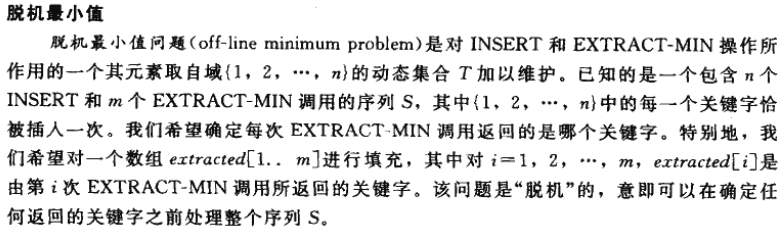 脱机最小值
脱机最小值问题(off-line minimum problem)是对 INSERT 和 EXTRACT-MIN 操作所
作用的一个其元素取自域{1, 2, …, n}的动态集合 T 加以维护。已知的是一个包含 n 个
INSERT 和 m 个 EXTRACT-MIN 调用的序列 S,其中{1, 2, …, n}中的每一个关键字恰
被插入一次。我们希望确定每次 EXTRACT-MIN 调用返回的是哪个关键字。特别地,我
们希望对一个数组 extracted[1.. m]进行填充,其中对 i=1, 2, …, m, extracted[i]是
由第 i 次 EXTRACT-MIN 调用所返回的关键字。该问题是“脱机”的,意即可以在确定任
何返回的关键字之前处理整个序列 S。